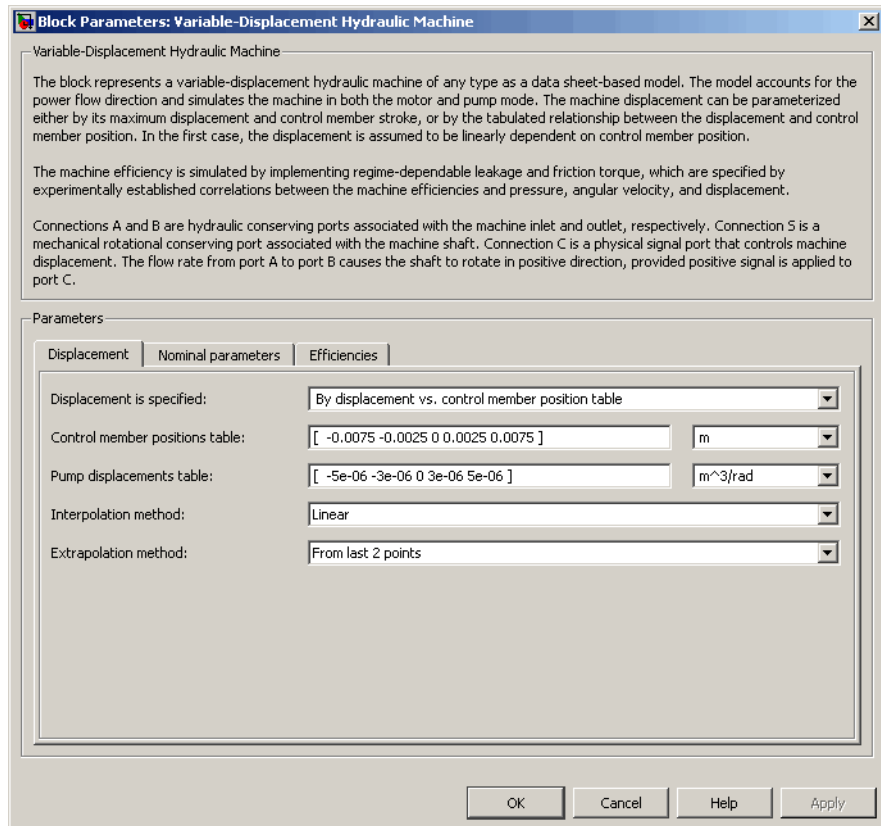 Block Parameters: Variable-Displacement Hydraulic Machine
Variable-Displacement Hydraulic Machine
The block represents a variable-displacement hydraulic machine of any type as a data sheet-based model. The model accounts for the
power flow direction and simulates the machine in both the motor and pump mode. The machine displacement can be parameterized
either by its maximum displacement and control member stroke, or by the tabulated relationship between the displacement and control
member position. In the first case, the displacement is assumed to be linearly dependent on control member position.
The machine efficiency is simulated by implementing regime-dependable leakage and friction torque, which are specified by
experimentally established correlations between the machine efficiencies and pressure, angular velocity, and displacement.
Connections A and B are hydraulic conserving ports associated with the machine inlet and outlet, respectively. Connection S is a
mechanical rotational conserving port associated with the machine shaft. Connection C is a physical signal port that controls machine
displacement. The flow rate from port A to port B causes the shaft to rotate in positive direction, provided positive signal is applied to
port C.
Parameters
Displacement Nominal parameters Efficiencies
Displacement is specified: By displacement vs. control member position table
Control member positions table: [ -0.0075 -0.0025 0 0.0025 0.0075 ] m
Pump displacements table: [ -5e-06 -3e-06 0 3e-06 5e-06 ] m^3/rad
Interpolation method: Linear
Extrapolation method: From last 2 points
OK Cancel Help Apply